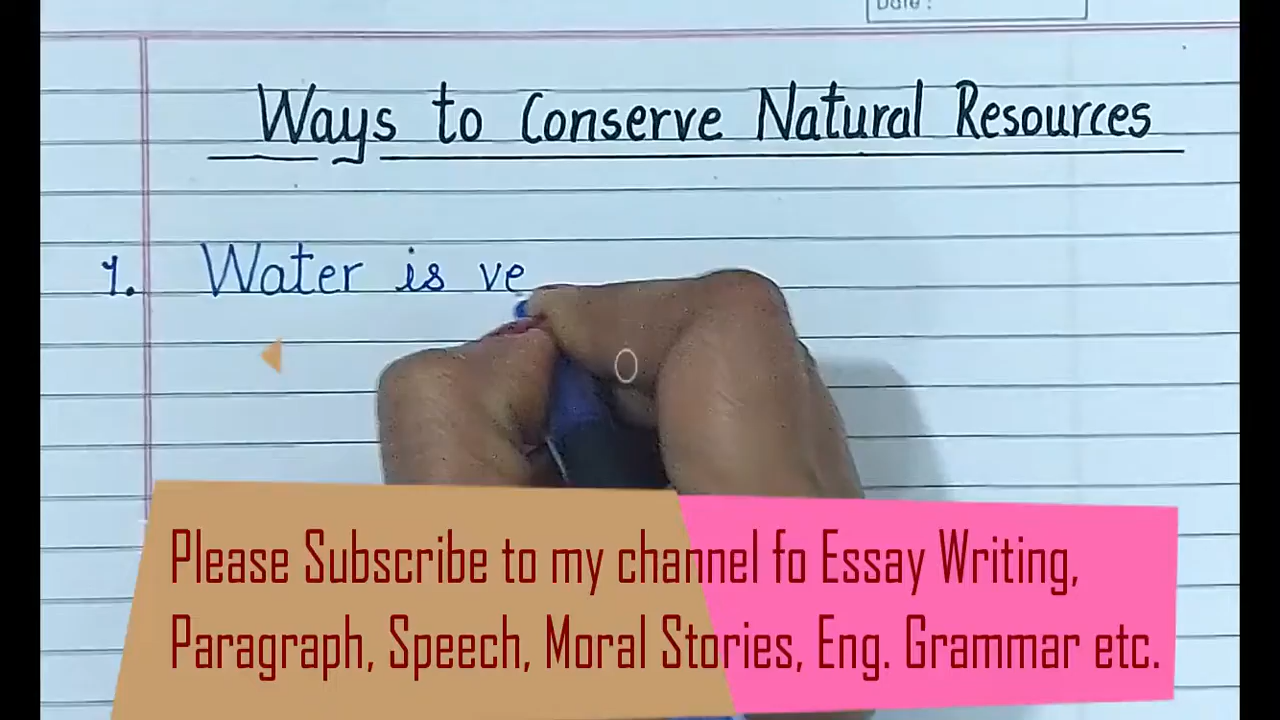 Date :
Ways to Conserve Natural Resources
1. Water is ve
Please Subscribe to my channel fo Essay Writing,
Paragraph, Speech, Moral Stories, Eng. Grammar etc.